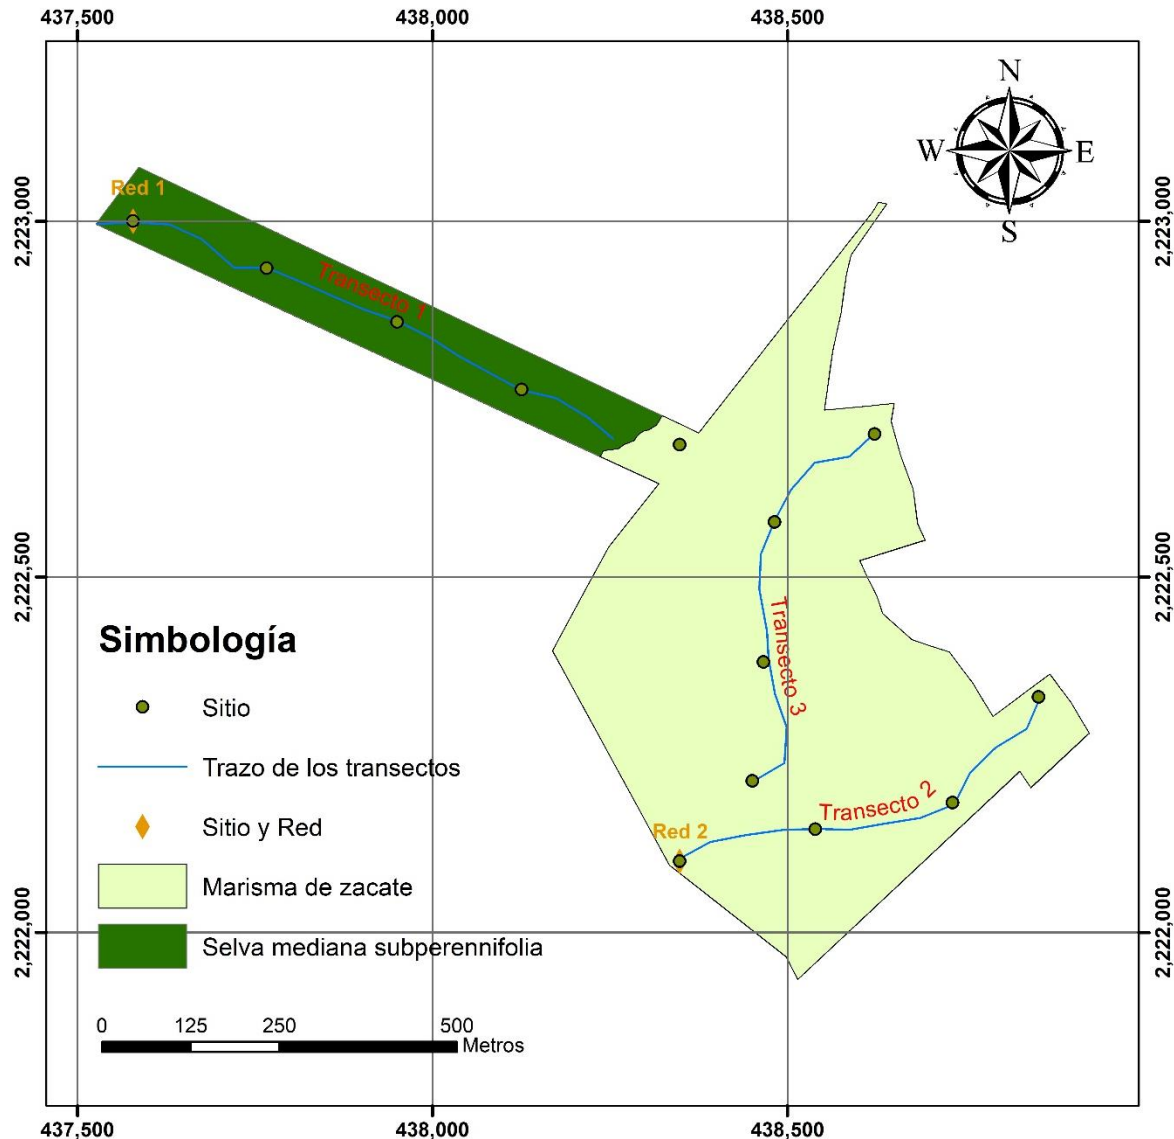 437,500
438,000
438,500
N
W
E
S
2,223,000
2,223,000
Red 1
Transecto 1
2,222,500
2,222,500
Transecto 3
Transecto 2
Red 2
2,222,000
2,222,000
Simbología
Sitio
Trazo de los transectos
Sitio y Red
Marisma de zacate
Selva mediana subperennifolia
0 125 250 500
Metros
437,500
438,000
438,500